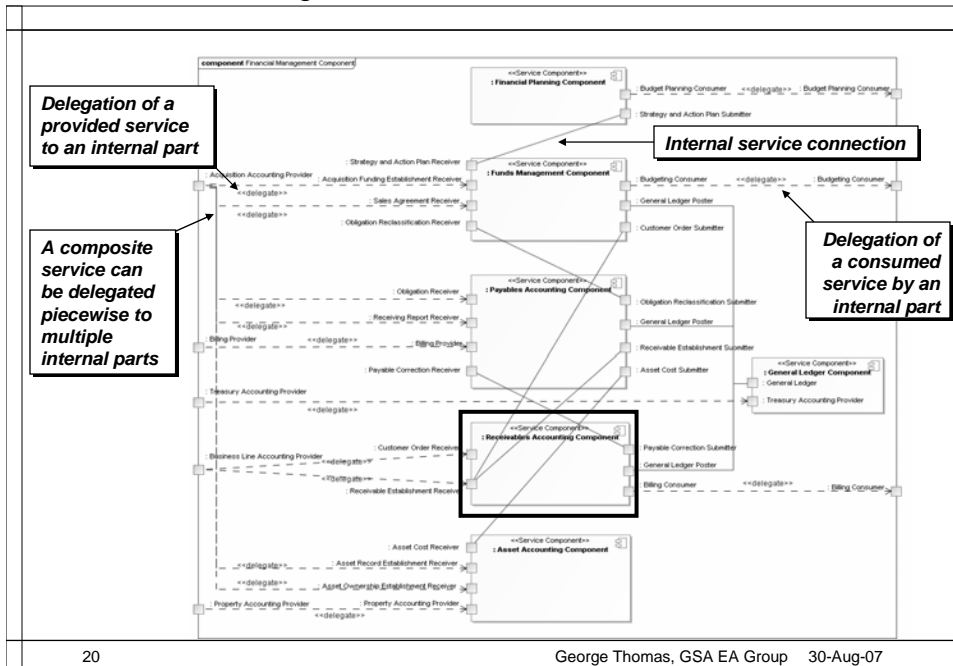 component Financial Management Component
<<Service Component>>
: Financial Planning Component
: Budget Planning Consumer
<<delegate>>
: Budget Planning Consumer
: Strategy and Action Plan Submitter
Delegation of a
provided service
to an internal part
Internal service connection
: Strategy and Action Plan Receiver
<<Service Component>>
: Funds Management Component
: Acquisition Accounting Provider
: Acquisition Funding Establishment Receiver
: Budgeting Consumer
<<delegate>>
: Budgeting Consumer
<<delegate>>
: Sales Agreement Receiver
: General Ledger Poster
<<delegate>>
: Obligation Reclassification Receiver
: Customer Order Submitter
A composite
service can
be delegated
piecewise to
multiple
internal parts
Delegation of
a consumed
service by an
internal part
<<Service Component>>
: Payables Accounting Component
: Obligation Receiver
<<delegate>>
: Obligation Reclassification Submitter
: Receiving Report Receiver
: General Ledger Poster
<<delegate>>
: Billing Provider
<<delegate>>
: Billing Provider
: Receivable Establishment Submitter
: Payable Correction Receiver
: Asset Cost Submitter
<<Service Component>>
: General Ledger Component
: General Ledger
: Treasury Accounting Provider
<<delegate>>
: Treasury Accounting Provider
<<Service Component>>
: Receivables Accounting Component
: Customer Order Receiver
: Payable Correction Submitter
: Business Line Accounting Provider
<<delegate>>
: General Ledger Poster
<<delegate>>
: Receivable Establishment Receiver
: Billing Consumer
<<delegate>>
: Billing Consumer
<<Service Component>>
: Asset Accounting Component
: Asset Cost Receiver
: Asset Record Establishment Receiver
<<delegate>>
<<delegate>>
: Asset Ownership Establishment Receiver
: Property Accounting Provider
: Property Accounting Provider
<<delegate>>
20
George Thomas, GSA EA Group 30-Aug-07